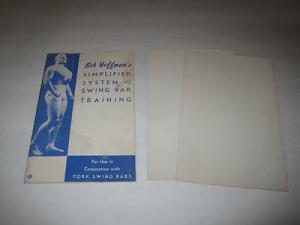 Bob Hoffman's
SIMPLIFIED
SYSTEM of
SWING BAR
TRAINING
For Use in
Conjunction with
YORK SWING BARS